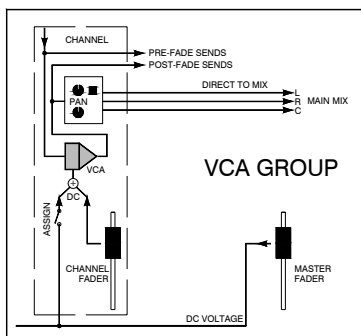 CHANNEL
PRE-FADE SENDS
POST-FADE SENDS
DIRECT TO MIX
PAN
L
R MAIN MIX
C
VCA
VCA GROUP
DC
ASSIGN
CHANNEL
FADER
MASTER
FADER
DC VOLTAGE